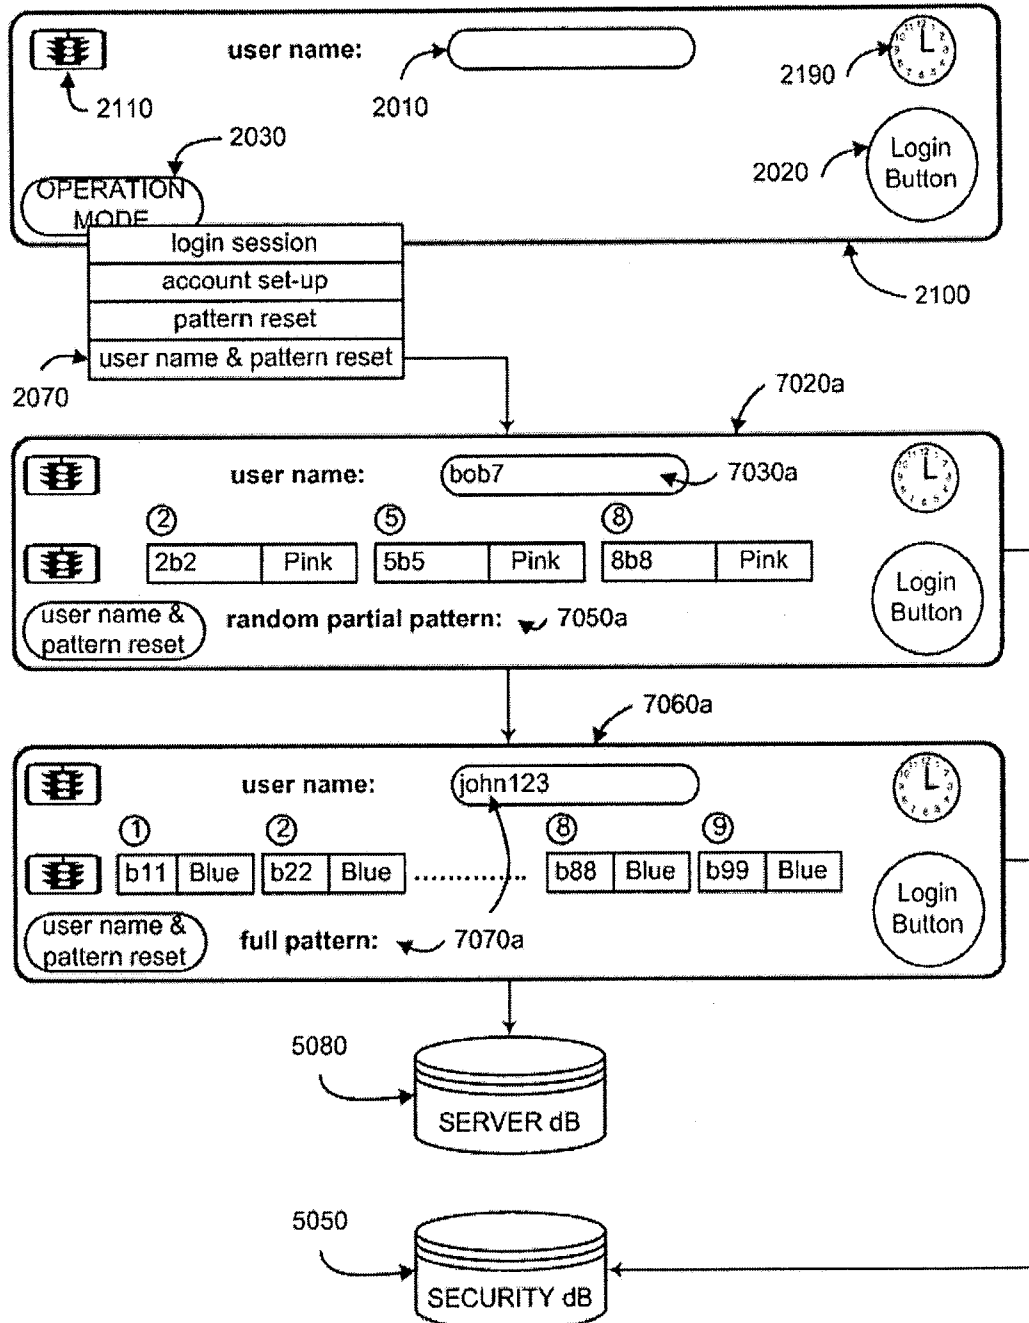 user name:
2110
2010
2190
2030
2020
Login
Button
OPERATION
MODE
login session
account set-up
pattern reset
user name & pattern reset
2100
2070
7020a
user name:
bob7
7030a
2
5
8
2b2 Pink
5b5 Pink
8b8 Pink
Login
Button
user name &
pattern reset
random partial pattern:
7050a
7060a
user name:
john123
1
2
8
9
b11 Blue
b22 Blue
..............
b88 Blue
b99 Blue
Login
Button
user name &
pattern reset
full pattern:
7070a
5080
SERVER dB
5050
SECURITY dB